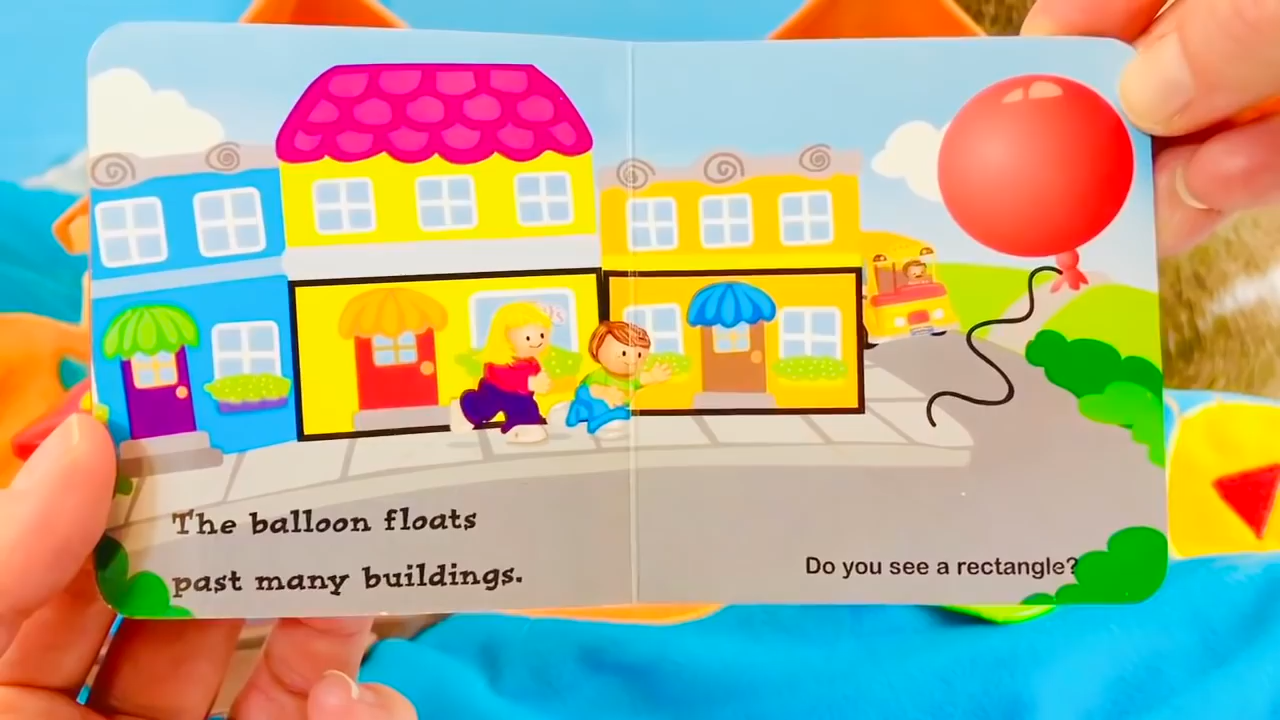 The balloon floats
past many buildings.
Do you see a rectangle?